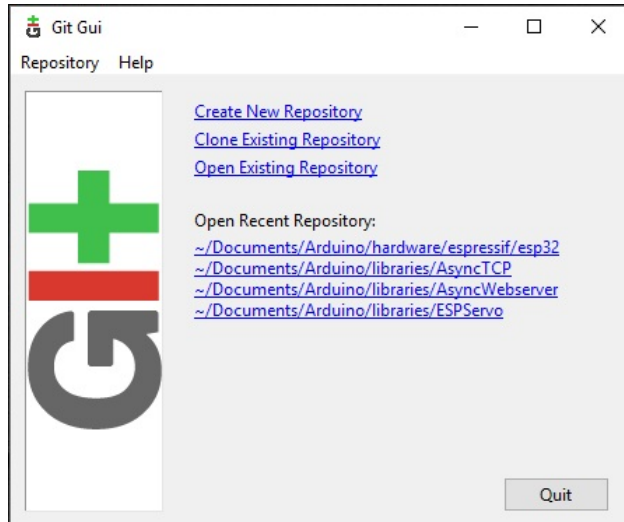 Git Gui
Repository Help
Create New Repository
Clone Existing Repository
Open Existing Repository
Open Recent Repository:
~/Documents/Arduino/hardware/espressif/esp32
~/Documents/Arduino/libraries/AsyncTCP
~/Documents/Arduino/libraries/AsyncWebserver
~/Documents/Arduino/libraries/ESPServo
GIt
Quit